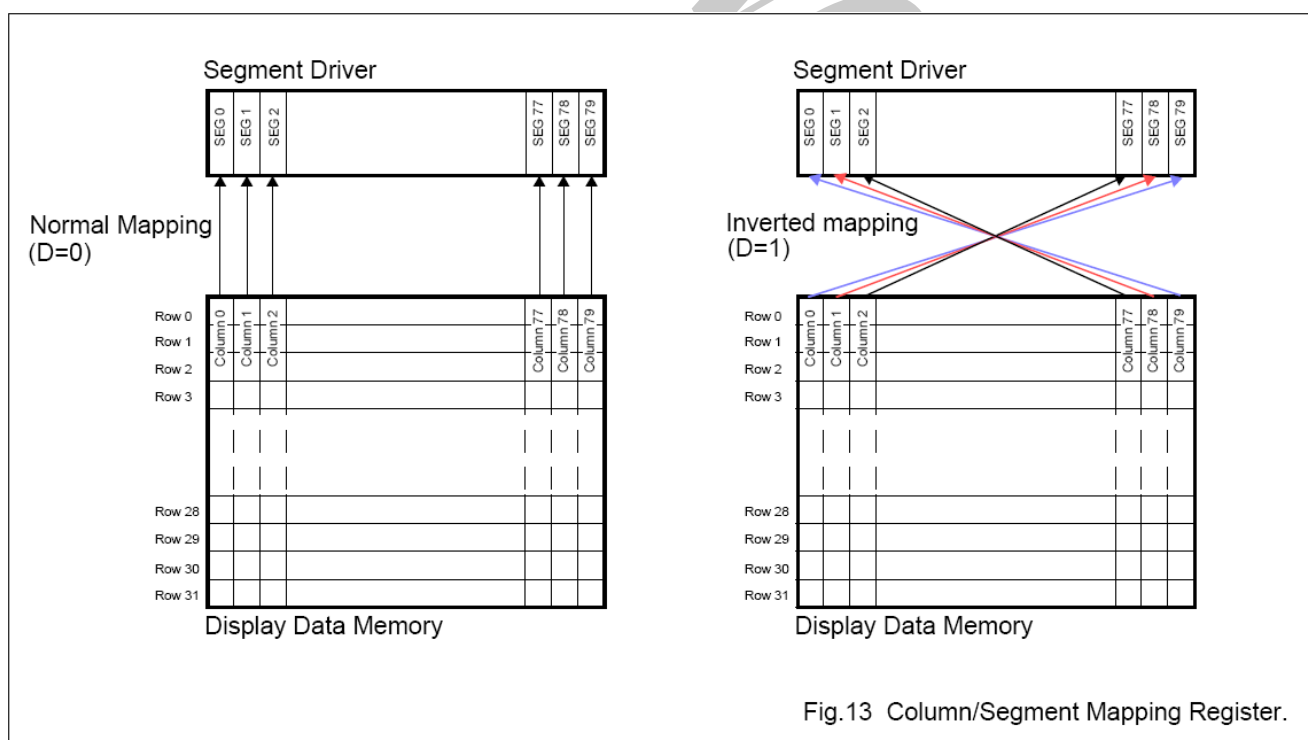 Segment Driver
SEG 0
SEG 1
SEG 2
SEG 77
SEG 78
SEG 79
Normal Mapping
(D=0)
Row 0
Row 1
Row 2
Row 3
Row 28
Row 29
Row 30
Row 31
Column 0
Column 1
Column 2
Column 77
Column 78
Column 79
Display Data Memory
Segment Driver
SEG 0
SEG 1
SEG 2
SEG 77
SEG 78
SEG 79
Inverted mapping
(D=1)
Row 0
Row 1
Row 2
Row 3
Row 28
Row 29
Row 30
Row 31
Column 0
Column 1
Column 2
Column 77
Column 78
Column 79
Display Data Memory
Fig.13 Column/Segment Mapping Register.